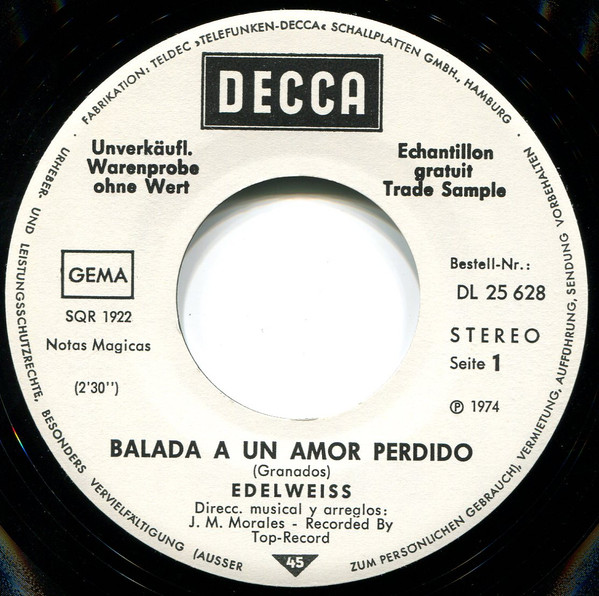 · FABRIKATION: TELDEC »TELEFUNKEN-DECCA« SCHALLPLATTEN GMBH., HAMBURG ·
URHEBER- UND LEISTUNGSSCHUTZRECHTE, BESONDERS VERVIELFÄLTIGUNG (AUSSER
ZUM PERSÖNLICHEN GEBRAUCH), VERMIETUNG, AUFFÜHRUNG, SENDUNG VORBEHALTEN
DECCA
Unverkäufl.
Warenprobe
ohne Wert
Echantillon
gratuit
Trade Sample
GEMA
SQR 1922
Notas Magicas
(2'30'')
Bestell-Nr.:
DL 25 628
STEREO
Seite 1
℗ 1974
BALADA A UN AMOR PERDIDO
(Granados)
EDELWEISS
Direcc. musical y arreglos:
J. M. Morales - Recorded By
Top-Record
45